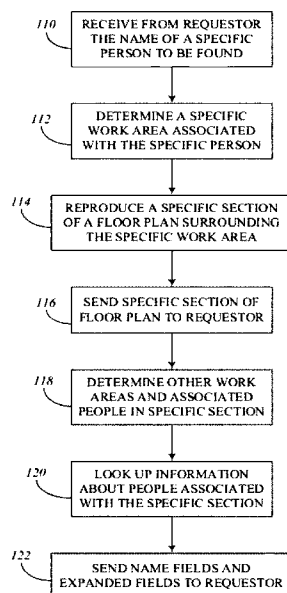 110
RECEIVE FROM REQUESTOR
THE NAME OF A SPECIFIC
PERSON TO BE FOUND
112
DETERMINE A SPECIFIC
WORK AREA ASSOCIATED
WITH THE SPECIFIC PERSON
114
REPRODUCE A SPECIFIC SECTION
OF A FLOOR PLAN SURROUNDING
THE SPECIFIC WORK AREA
116
SEND SPECIFIC SECTION OF
FLOOR PLAN TO REQUESTOR
118
DETERMINE OTHER WORK
AREAS AND ASSOCIATED
PEOPLE IN SPECIFIC SECTION
120
LOOK UP INFORMATION
ABOUT PEOPLE ASSOCIATED
WITH THE SPECIFIC SECTION
122
SEND NAME FIELDS AND
EXPANDED FIELDS TO REQUESTOR